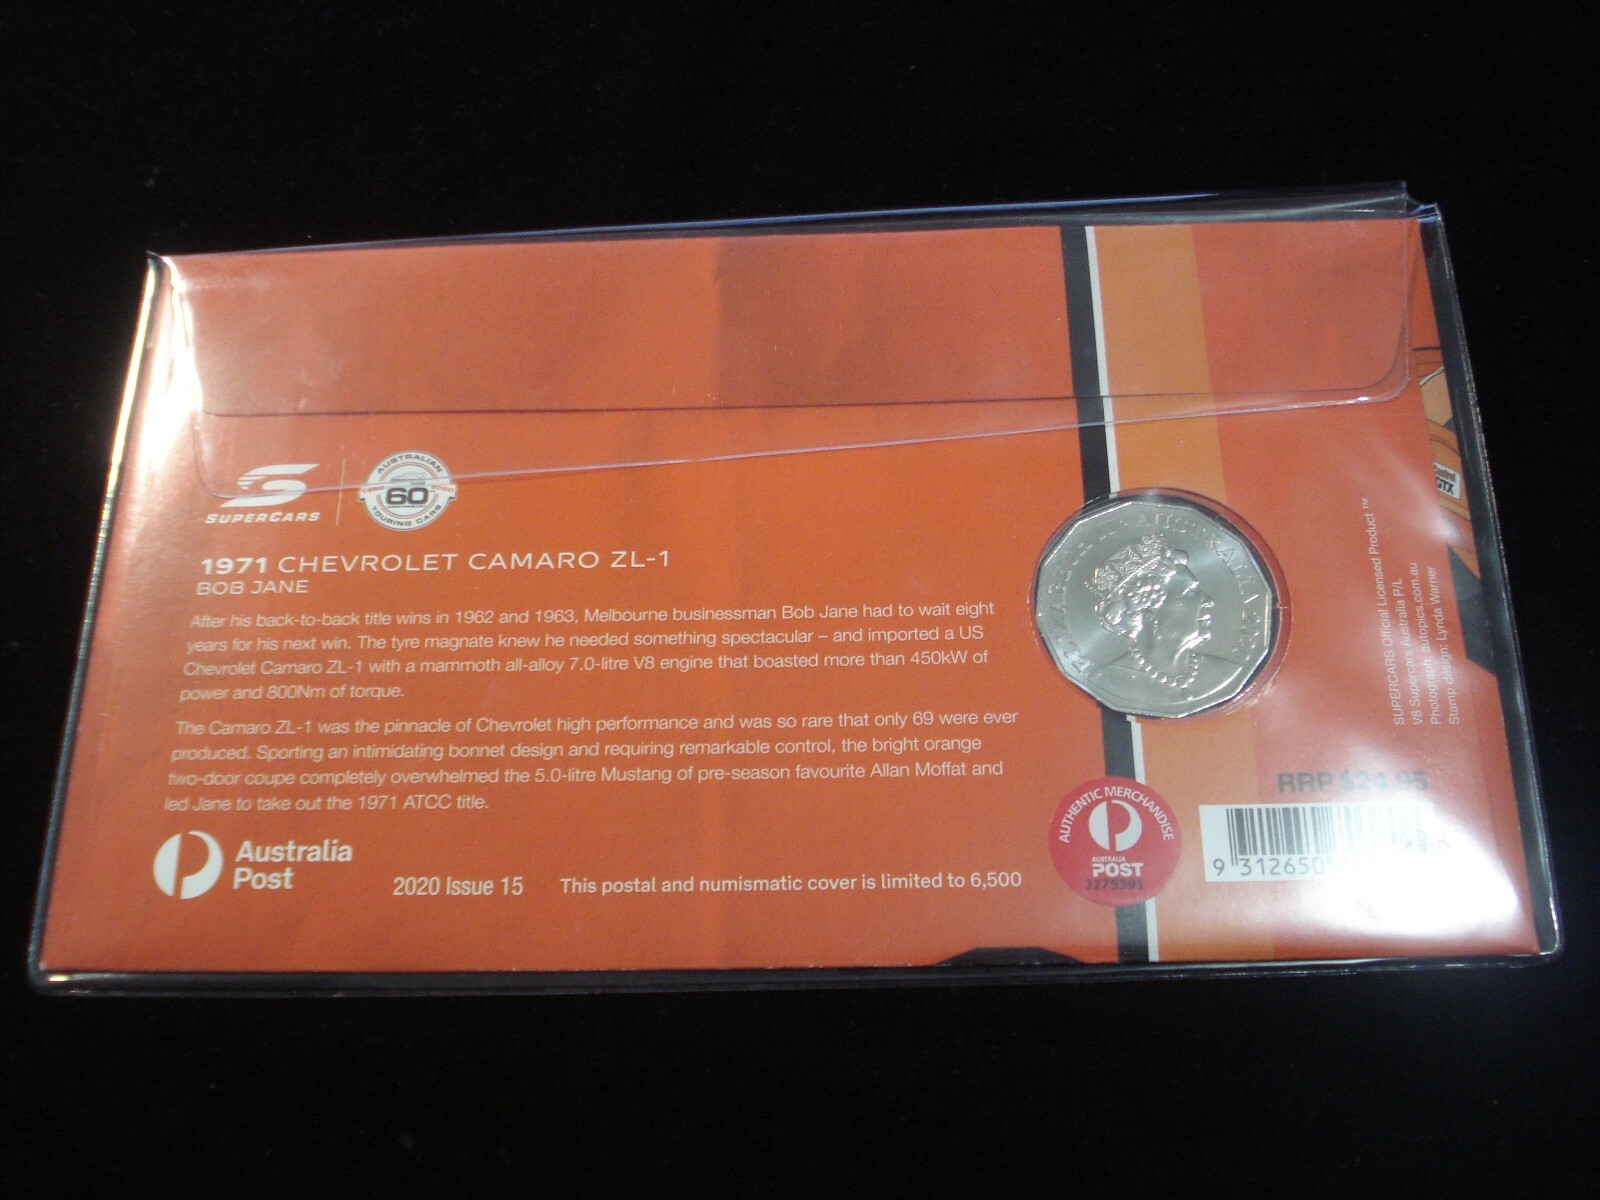 SUPERCARS
AUSTRALIAN
1960 60 2020
TOURING CARS
1971 CHEVROLET CAMARO ZL-1
BOB JANE
After his back-to-back title wins in 1962 and 1963, Melbourne businessman Bob Jane had to wait eight
years for his next win. The tyre magnate knew he needed something spectacular – and imported a US
Chevrolet Camaro ZL-1 with a mammoth all-alloy 7.0-litre V8 engine that boasted more than 450kW of
power and 800Nm of torque.
The Camaro ZL-1 was the pinnacle of Chevrolet high performance and was so rare that only 69 were ever
produced. Sporting an intimidating bonnet design and requiring remarkable control, the bright orange
two-door coupe completely overwhelmed the 5.0-litre Mustang of pre-season favourite Allan Moffat and
led Jane to take out the 1971 ATCC title.
Australia
Post
2020 Issue 15
This postal and numismatic cover is limited to 6,500
ELIZABETH II AUSTRALIA
AUTHENTIC MERCHANDISE
AUSTRALIA
POST
J275391
RRP $24.95
9 312650
SUPERCARS Official Licensed Product ™
V8 Supercars Australia P/L
Photograph: autopics.com.au
Stamp design: Lynda Warner
GTX